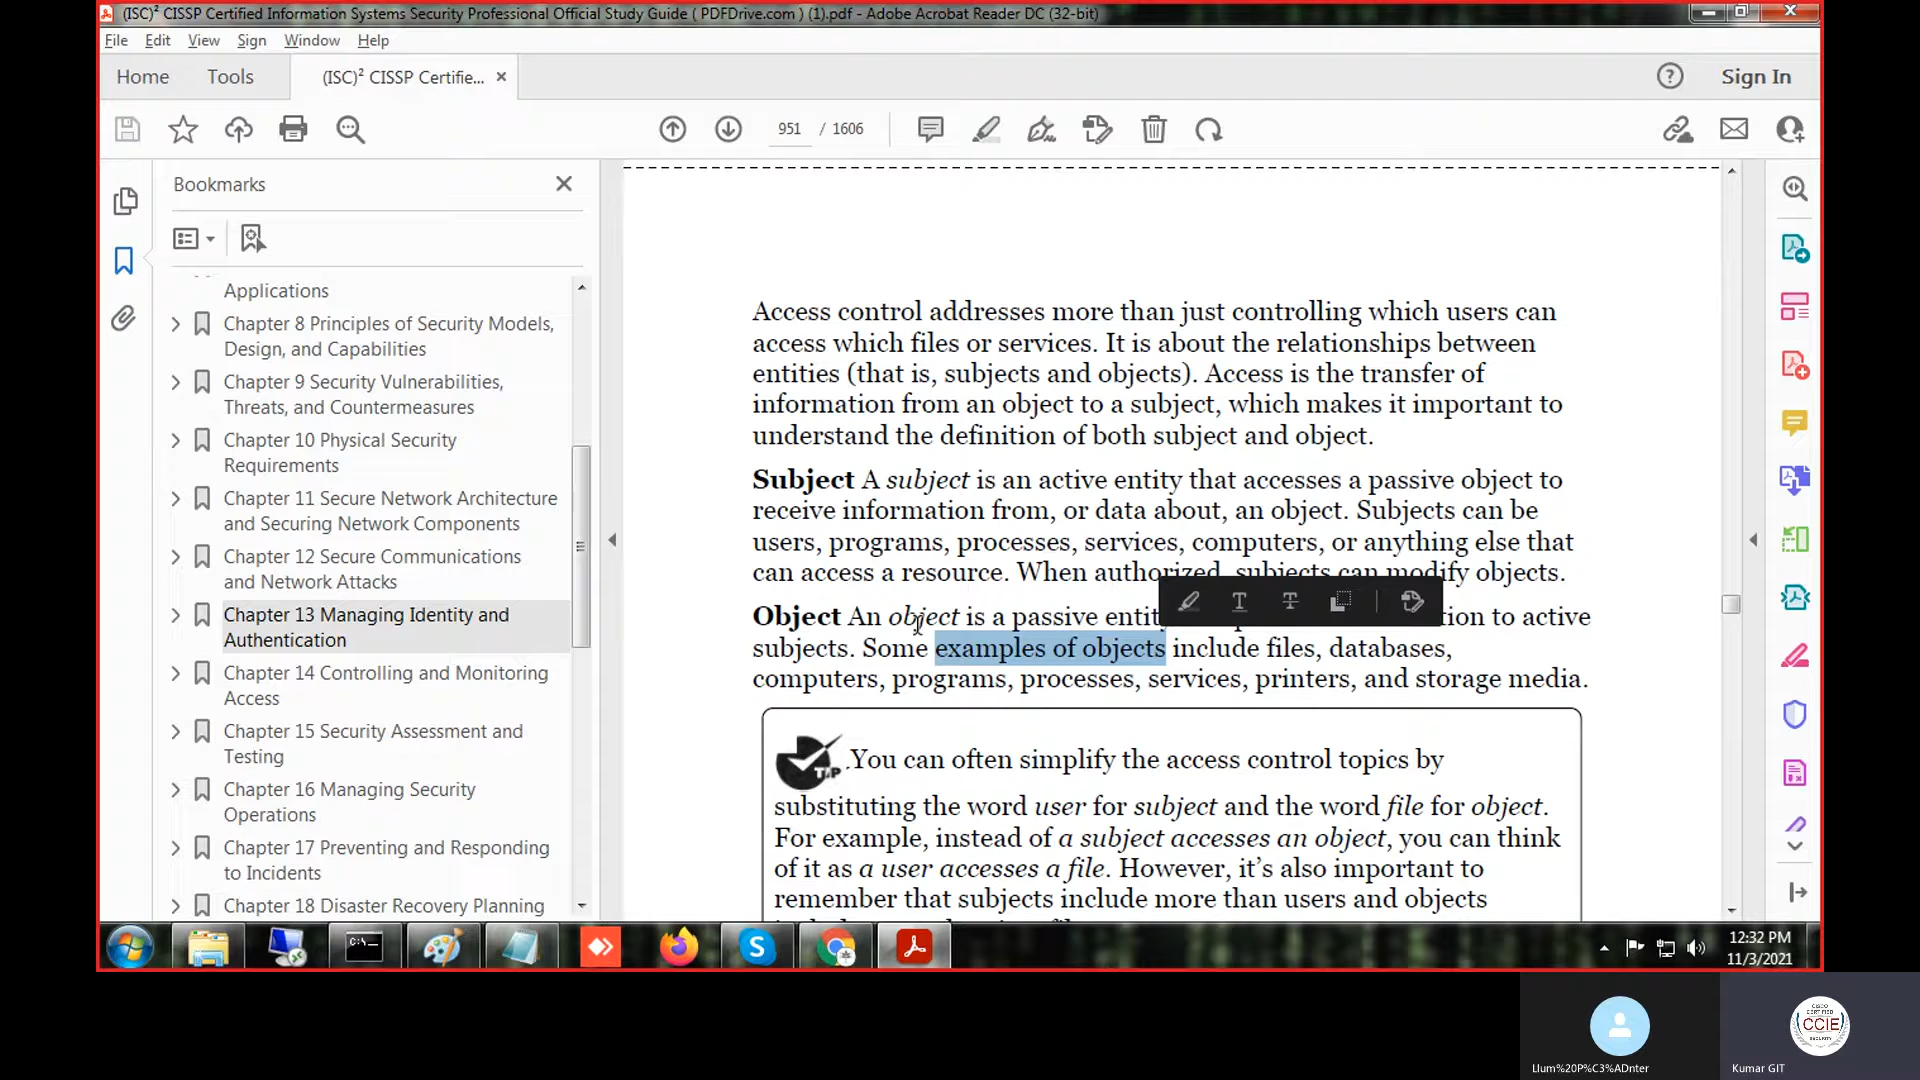 (ISC)² CISSP Certified Information Systems Security Professional Official Study Guide ( PDFDrive.com ) (1).pdf - Adobe Acrobat Reader DC (32-bit)
File Edit View Sign Window Help
Home Tools (ISC)² CISSP Certifie... Sign In
951 / 1606
Bookmarks
Applications
Chapter 8 Principles of Security Models,
Design, and Capabilities
Chapter 9 Security Vulnerabilities,
Threats, and Countermeasures
Chapter 10 Physical Security
Requirements
Chapter 11 Secure Network Architecture
and Securing Network Components
Chapter 12 Secure Communications
and Network Attacks
Chapter 13 Managing Identity and
Authentication
Chapter 14 Controlling and Monitoring
Access
Chapter 15 Security Assessment and
Testing
Chapter 16 Managing Security
Operations
Chapter 17 Preventing and Responding
to Incidents
Chapter 18 Disaster Recovery Planning
Access control addresses more than just controlling which users can
access which files or services. It is about the relationships between
entities (that is, subjects and objects). Access is the transfer of
information from an object to a subject, which makes it important to
understand the definition of both subject and object.
Subject A subject is an active entity that accesses a passive object to
receive information from, or data about, an object. Subjects can be
users, programs, processes, services, computers, or anything else that
can access a resource. When authorized, subjects can modify objects.
Object An object is a passive entity to active
subjects. Some examples of objects include files, databases,
computers, programs, processes, services, printers, and storage media.
TIP
.You can often simplify the access control topics by
substituting the word user for subject and the word file for object.
For example, instead of a subject accesses an object, you can think
of it as a user accesses a file. However, it's also important to
remember that subjects include more than users and objects
12:32 PM
11/3/2021
CISCO
CERTIFIED
CCIE
SECURITY
Llum%20P%C3%ADnter
Kumar GIT